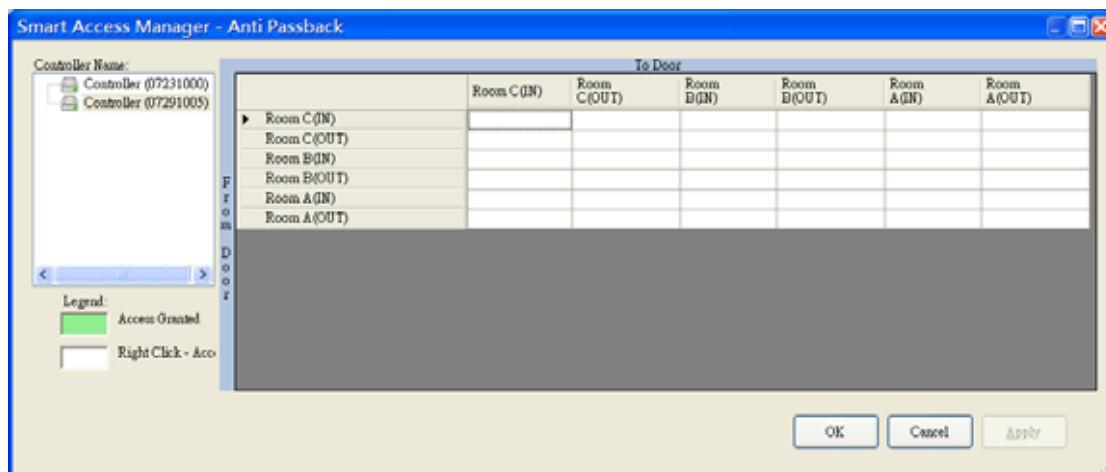 Smart Access Manager - Anti Passback
Controller Name:
Controller (07231000)
Controller (07291005)
To Door
Room C(IN)
Room C(OUT)
Room B(IN)
Room B(OUT)
Room A(IN)
Room A(OUT)
From Door
Room C(IN)
Room C(OUT)
Room B(IN)
Room B(OUT)
Room A(IN)
Room A(OUT)
Legend:
Access Granted
Right Click - Acc
OK
Cancel
Apply